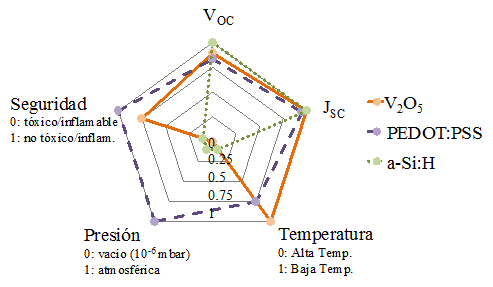 V_OC
Seguridad
0: tóxico/inflamable
1: no tóxico/inflam.
J_SC
V2O5
PEDOT:PSS
a-Si:H
0
0.25
0.5
0.75
1
Presión
0: vacío (10⁻⁶ mbar)
1: atmosférica
Temperatura
0: Alta Temp.
1: Baja Temp.